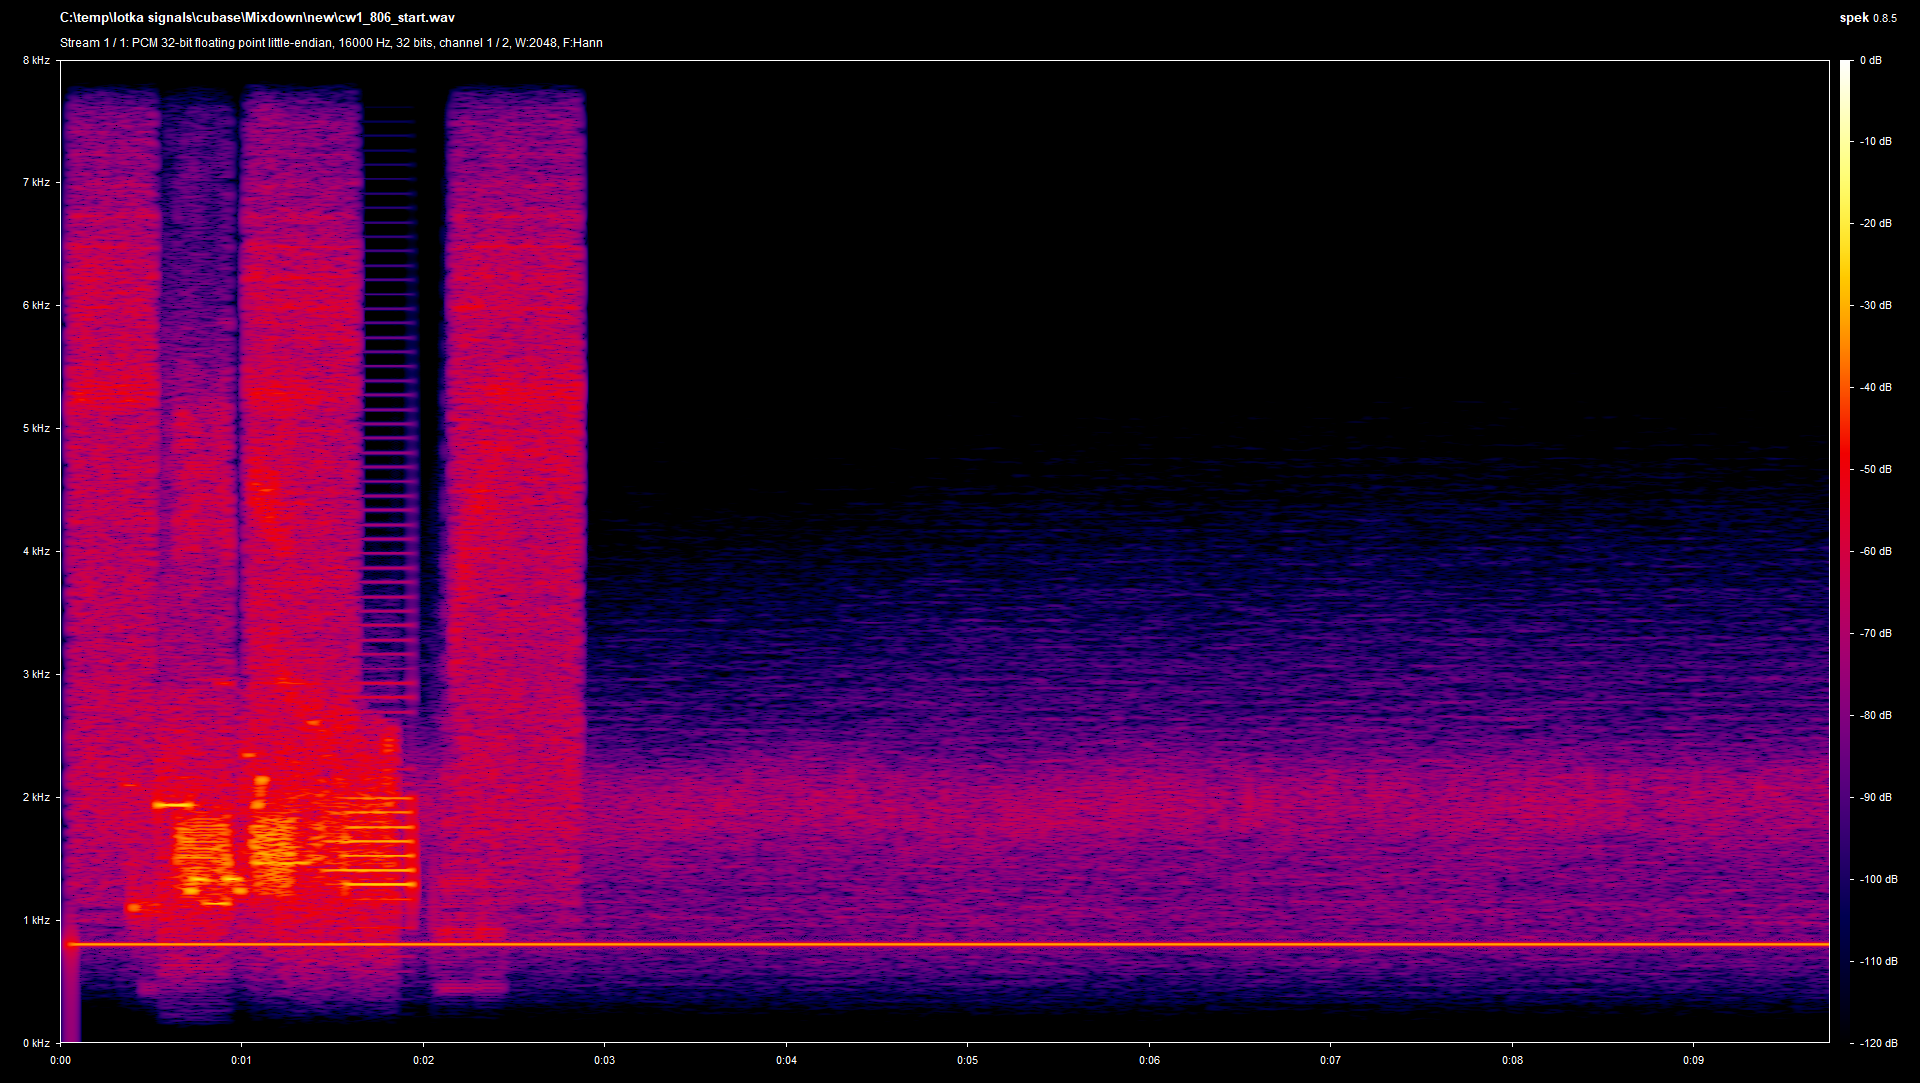 C:\temp\lotka signals\cubase\Mixdown\new\cw1_806_start.wav
spek 0.8.5
Stream 1 / 1: PCM 32-bit floating point little-endian, 16000 Hz, 32 bits, channel 1 / 2, W:2048, F:Hann
8 kHz
7 kHz
6 kHz
5 kHz
4 kHz
3 kHz
2 kHz
1 kHz
0 kHz
0:00
0:01
0:02
0:03
0:04
0:05
0:06
0:07
0:08
0:09
0 dB
-10 dB
-20 dB
-30 dB
-40 dB
-50 dB
-60 dB
-70 dB
-80 dB
-90 dB
-100 dB
-110 dB
-120 dB